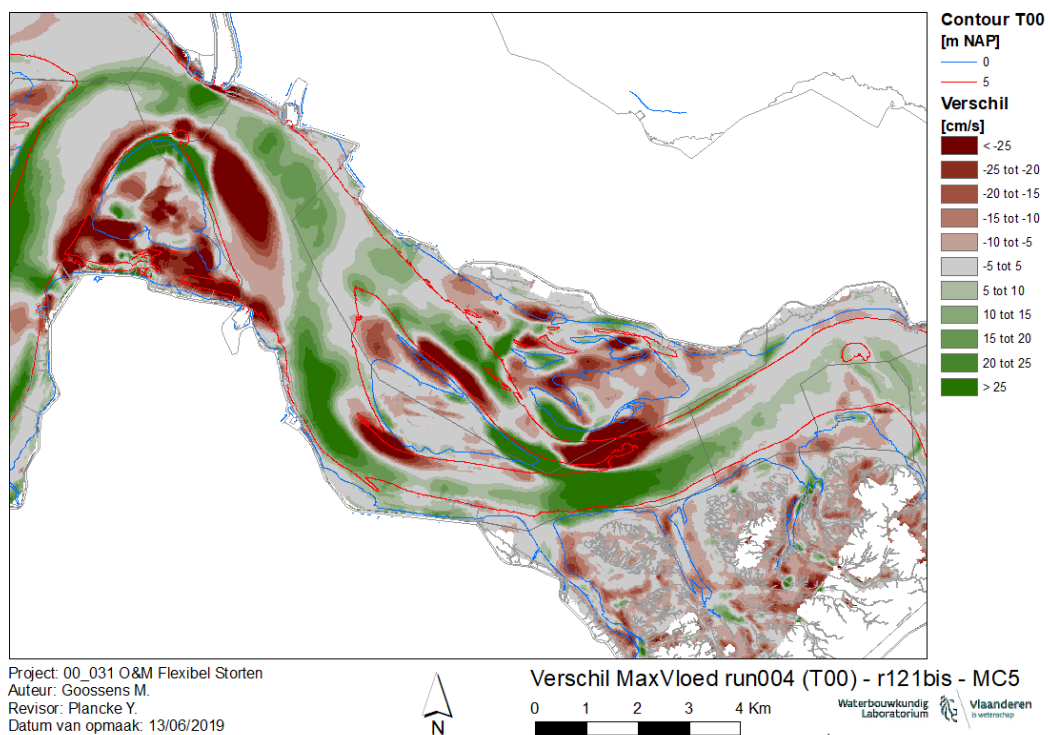 Contour T00
[m NAP]
0
5
Verschil
[cm/s]
< -25
-25 tot -20
-20 tot -15
-15 tot -10
-10 tot -5
-5 tot 5
5 tot 10
10 tot 15
15 tot 20
20 tot 25
> 25
Project: 00_031 O&M Flexibel Storten
Auteur: Goossens M.
Revisor: Plancke Y.
Datum van opmaak: 13/06/2019
N
Verschil MaxVloed run004 (T00) - r121bis - MC5
0 1 2 3 4 Km
Waterbouwkundig
Laboratorium
Vlaanderen
is wetenschap